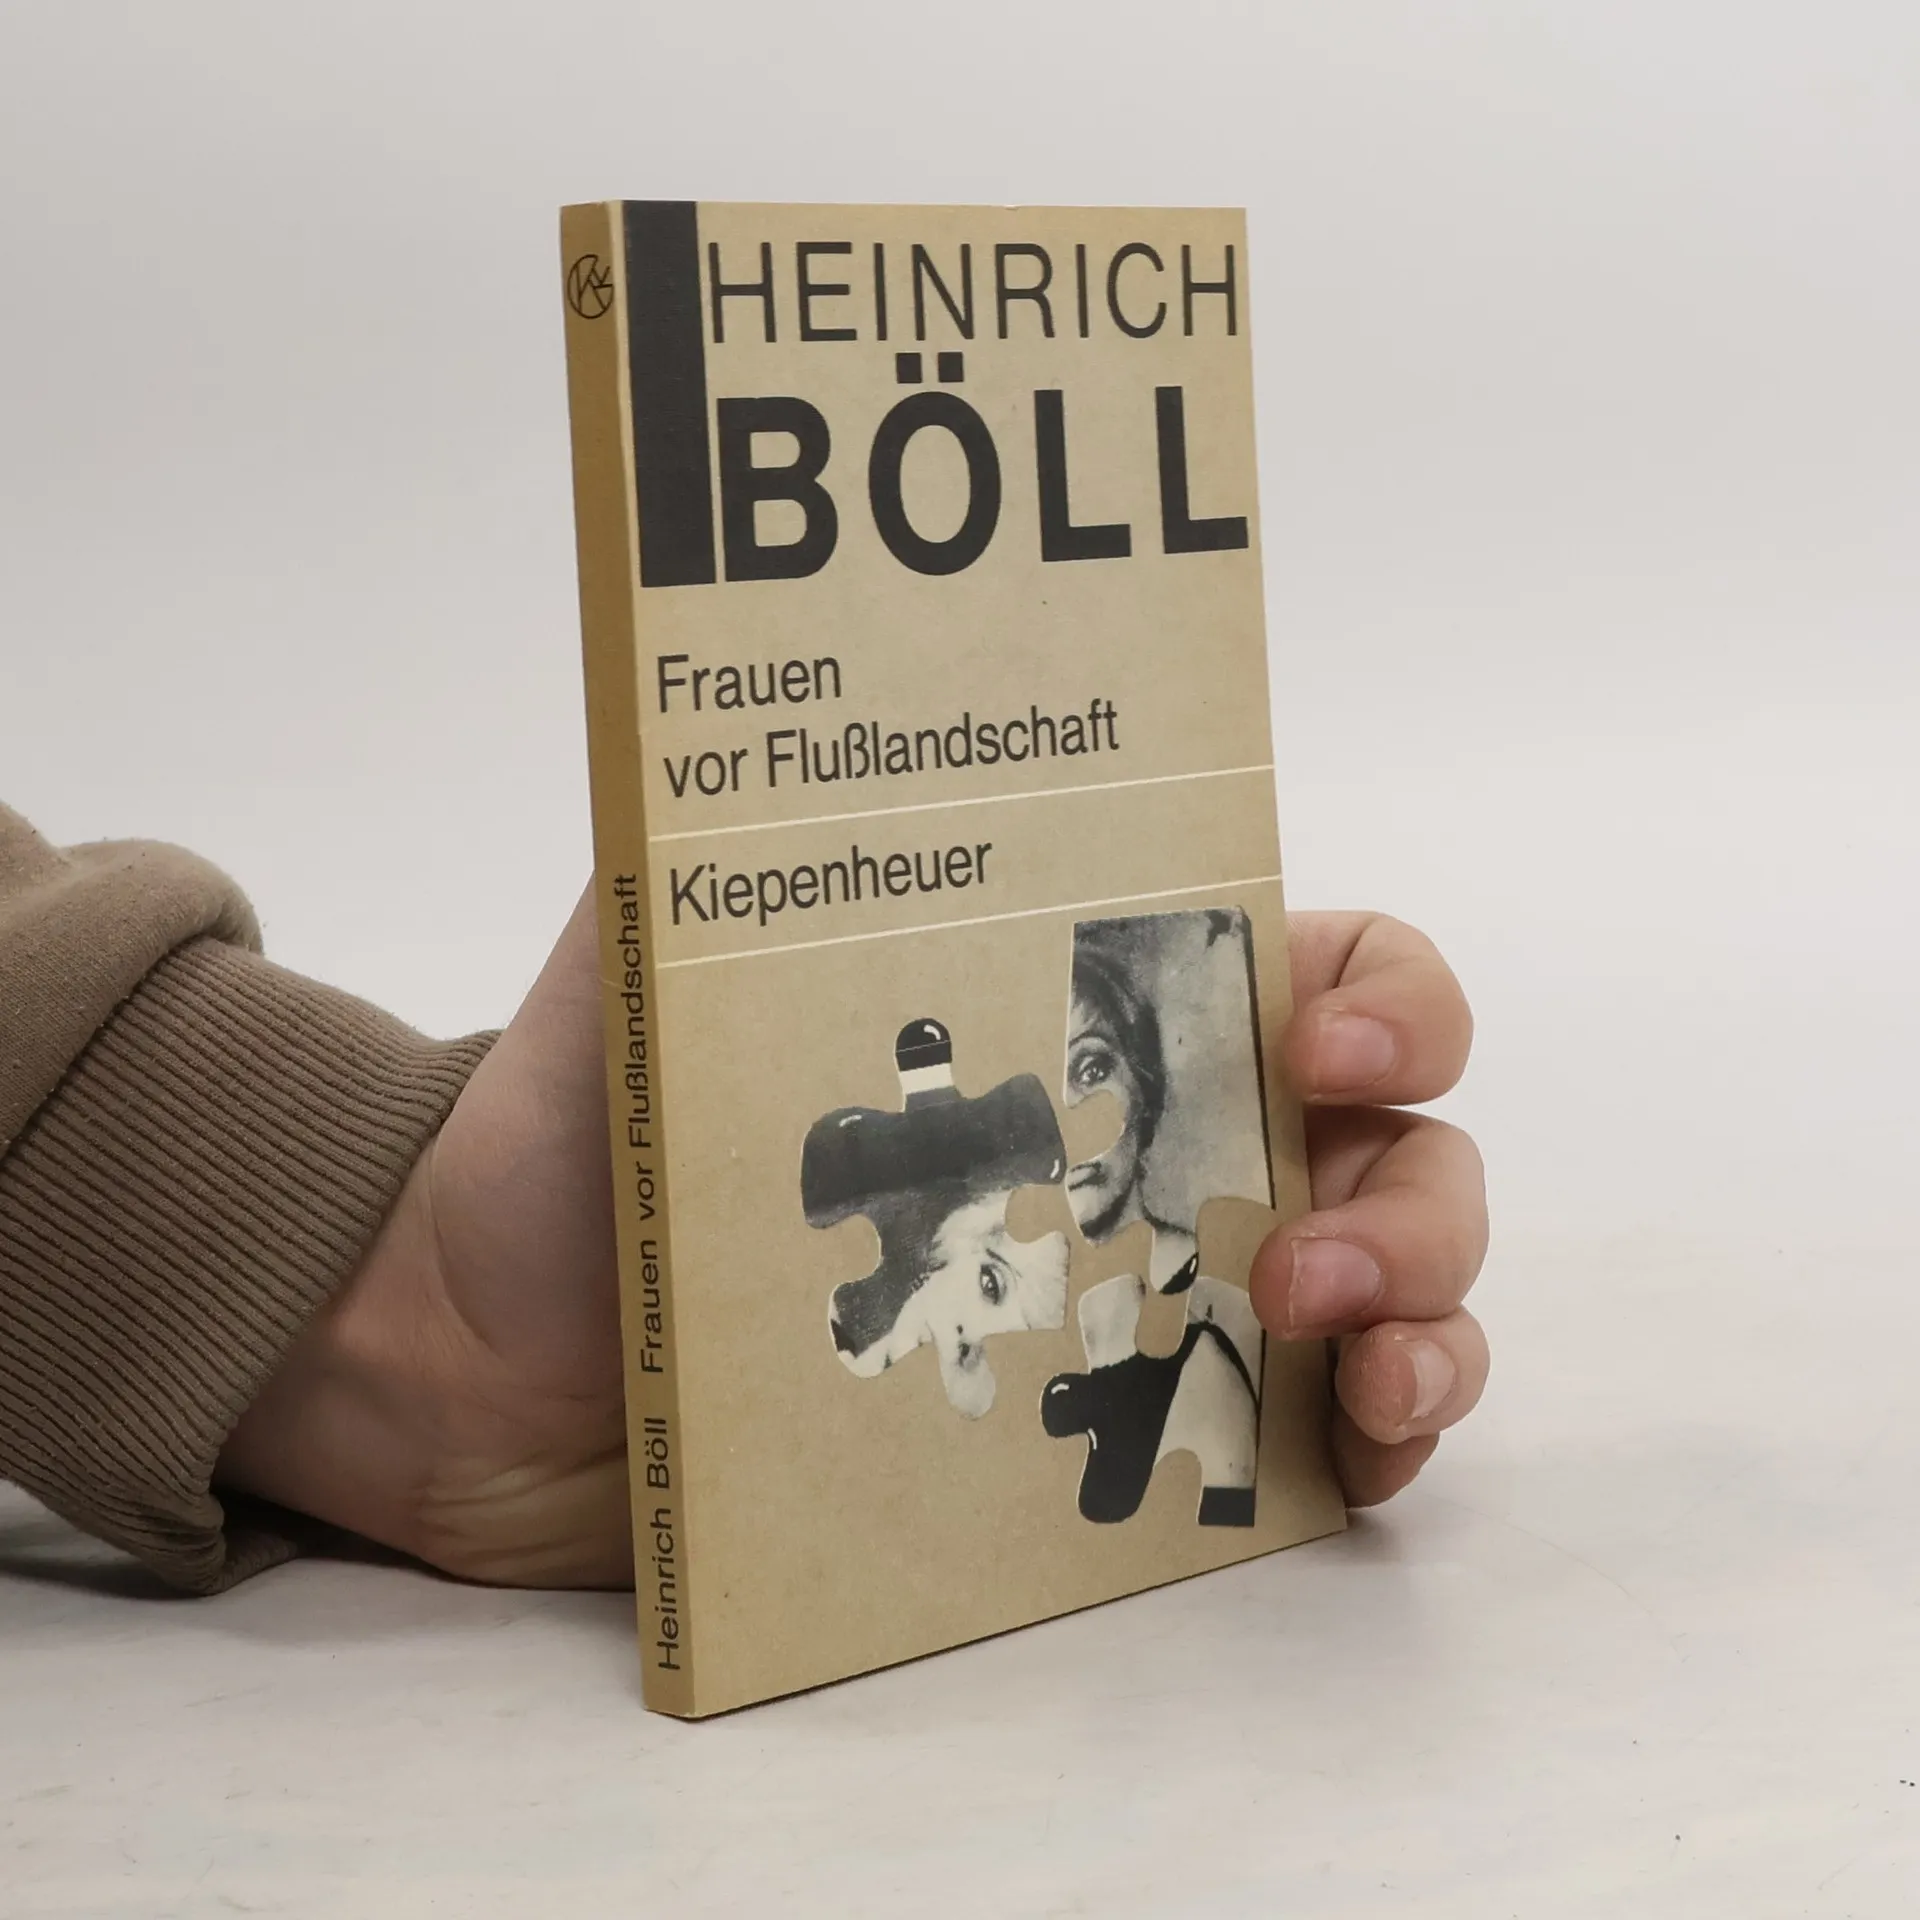 HEINRICH
BÖLL
Frauen
vor Flußlandschaft
Kiepenheuer
Heinrich Böll Frauen vor Flußlandschaft